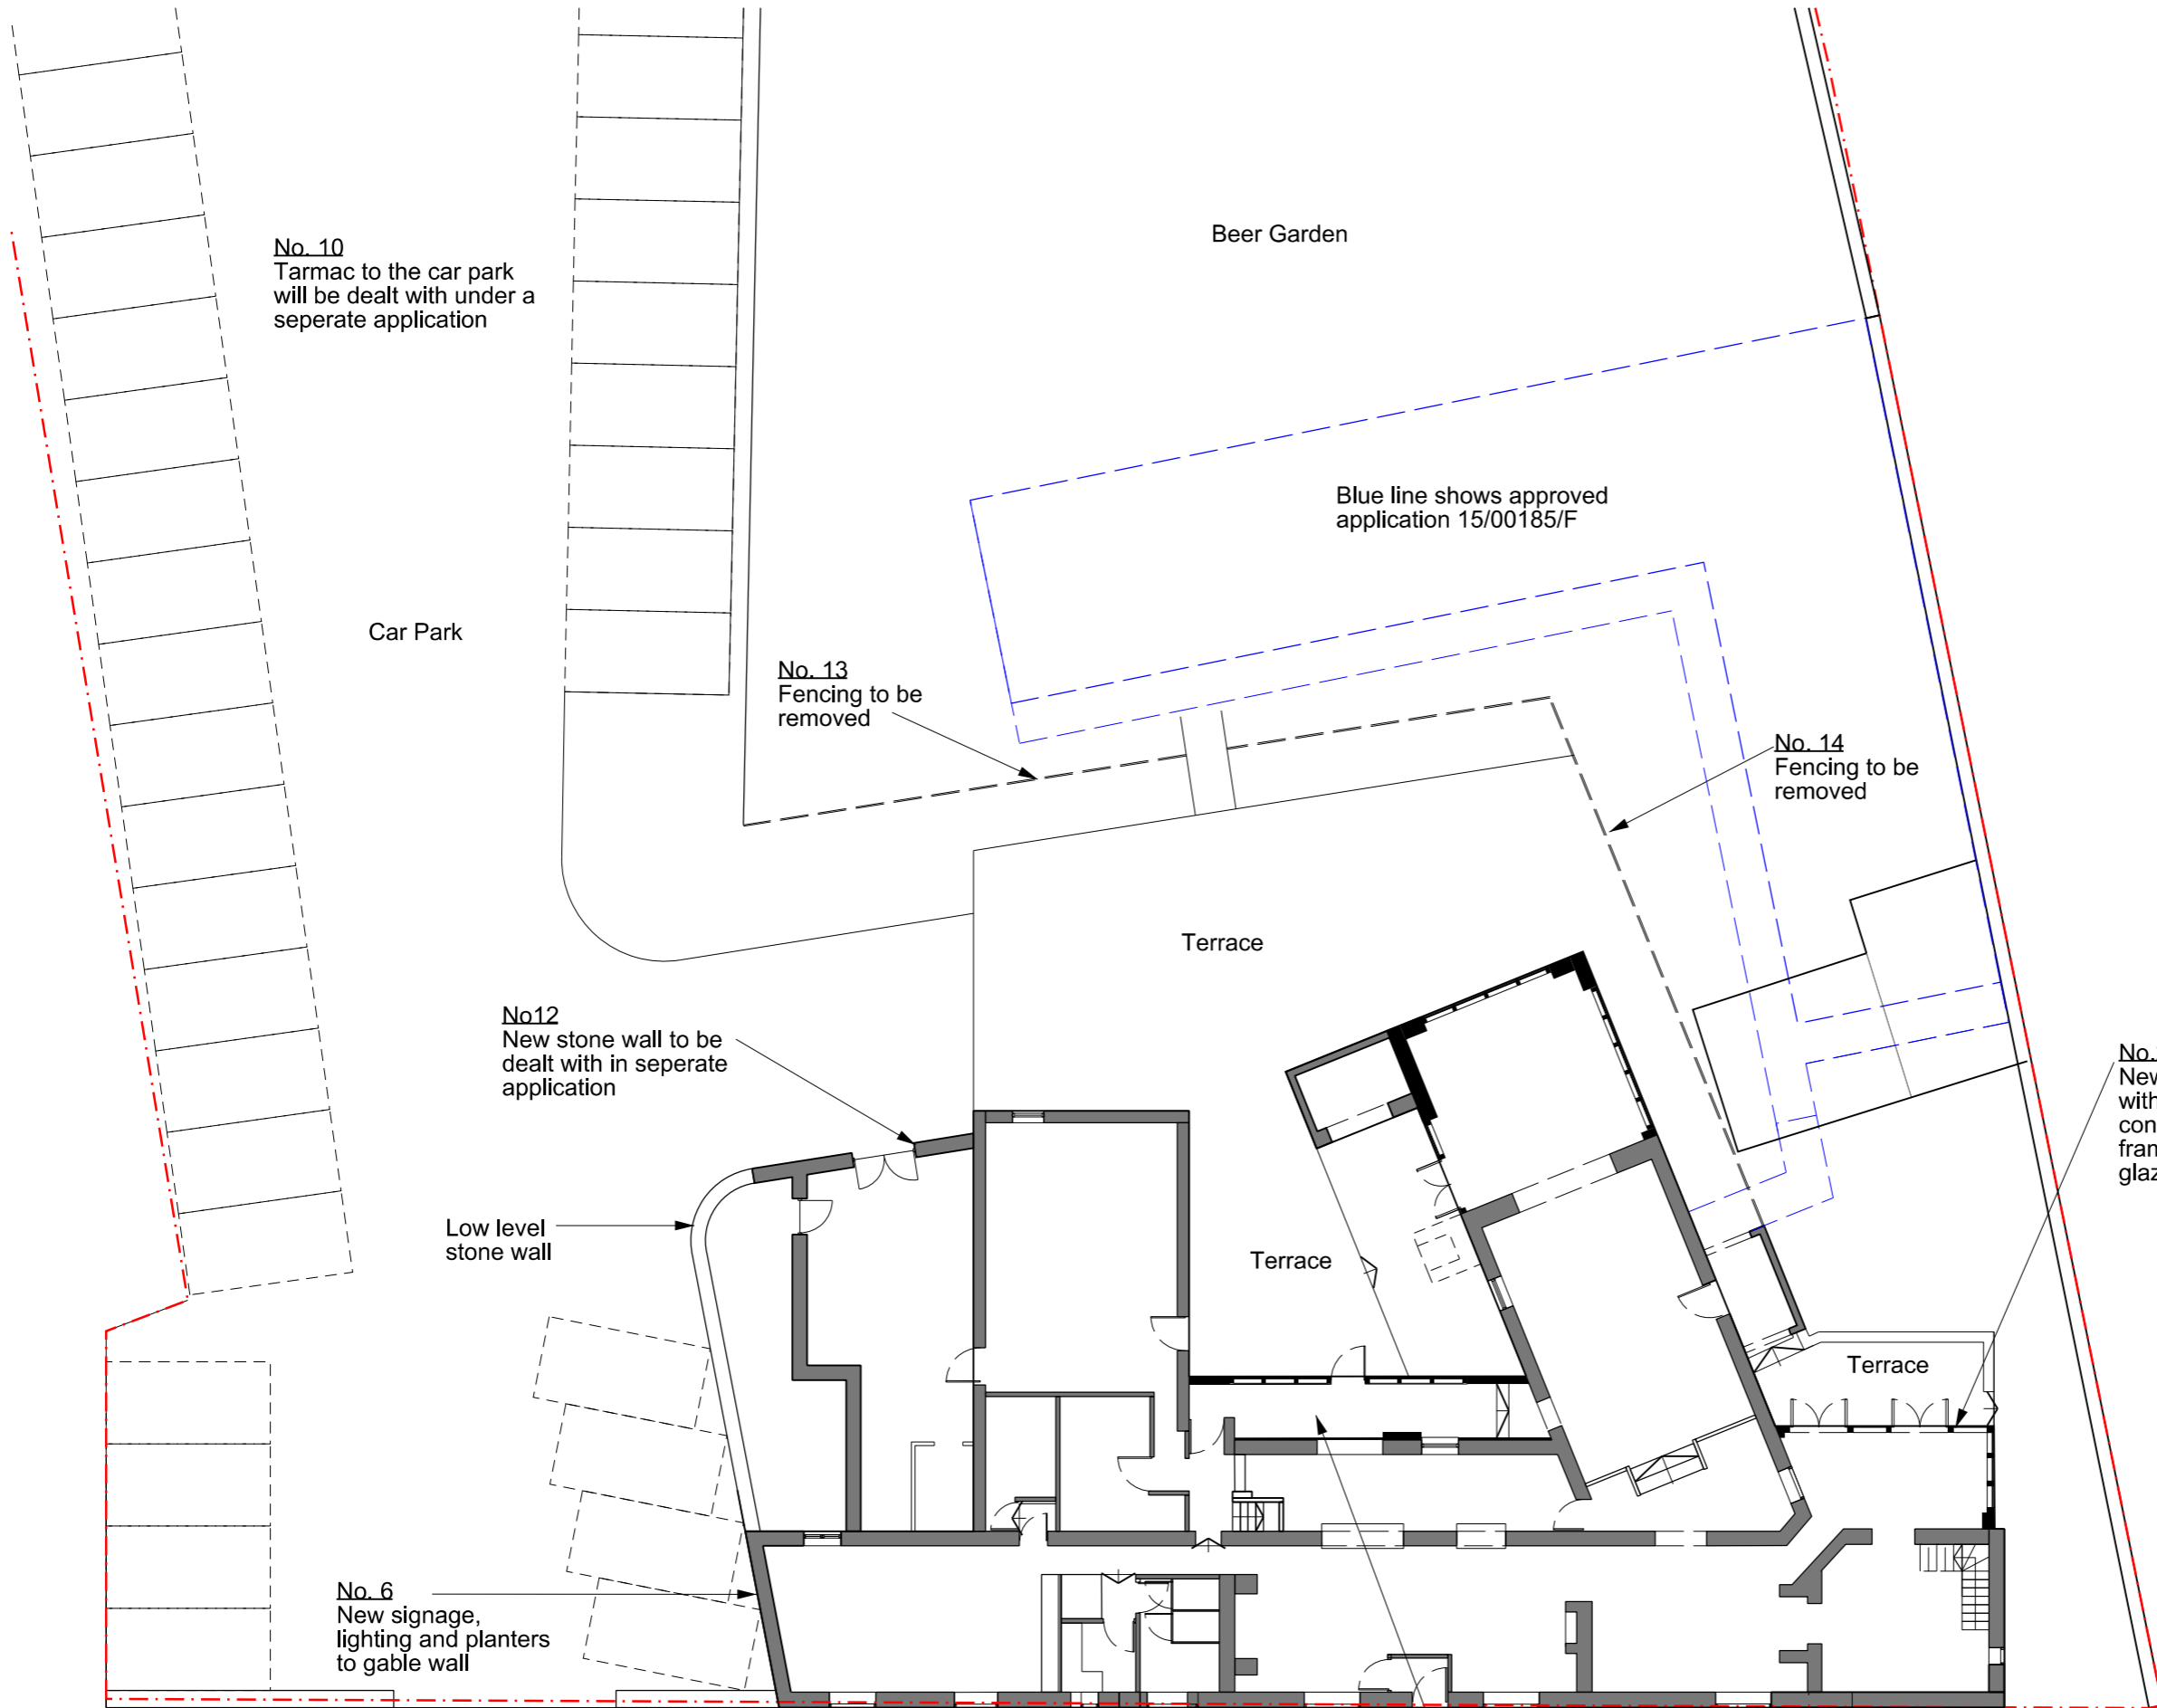 Beer Garden
No. 10
Tarmac to the car park
will be dealt with under a
seperate application
Blue line shows approved
application 15/00185/F
Car Park
No. 13
Fencing to be
removed
No. 14
Fencing to be
removed
Terrace
No12
New stone wall to be
dealt with in seperate
application
No.
New
with
Low level
stone wall
Terrace
Terrace
No. 6
New signage,
lighting and planters
to gable wall